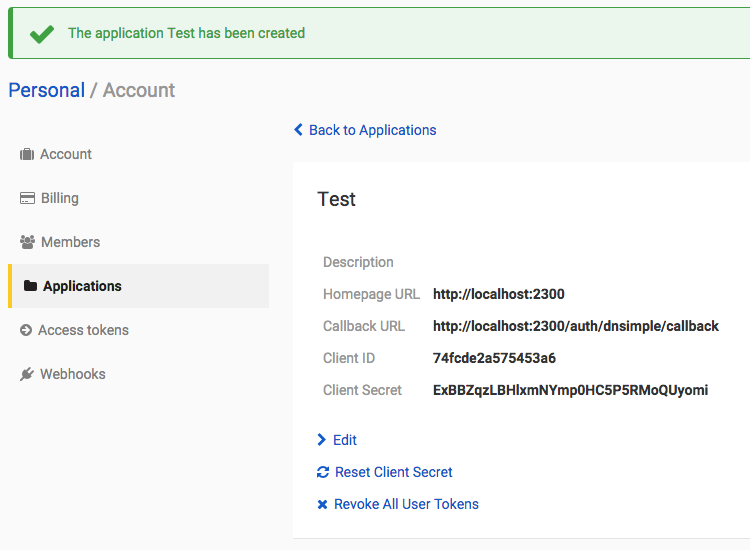 The application Test has been created
Personal / Account
Back to Applications
Account
Billing
Members
Applications
Access tokens
Webhooks
Test
Description
Homepage URL http://localhost:2300
Callback URL http://localhost:2300/auth/dnsimple/callback
Client ID 74fcde2a575453a6
Client Secret ExBBZqzLBHlxmNYmp0HC5P5RMoQUyomi
Edit
Reset Client Secret
Revoke All User Tokens